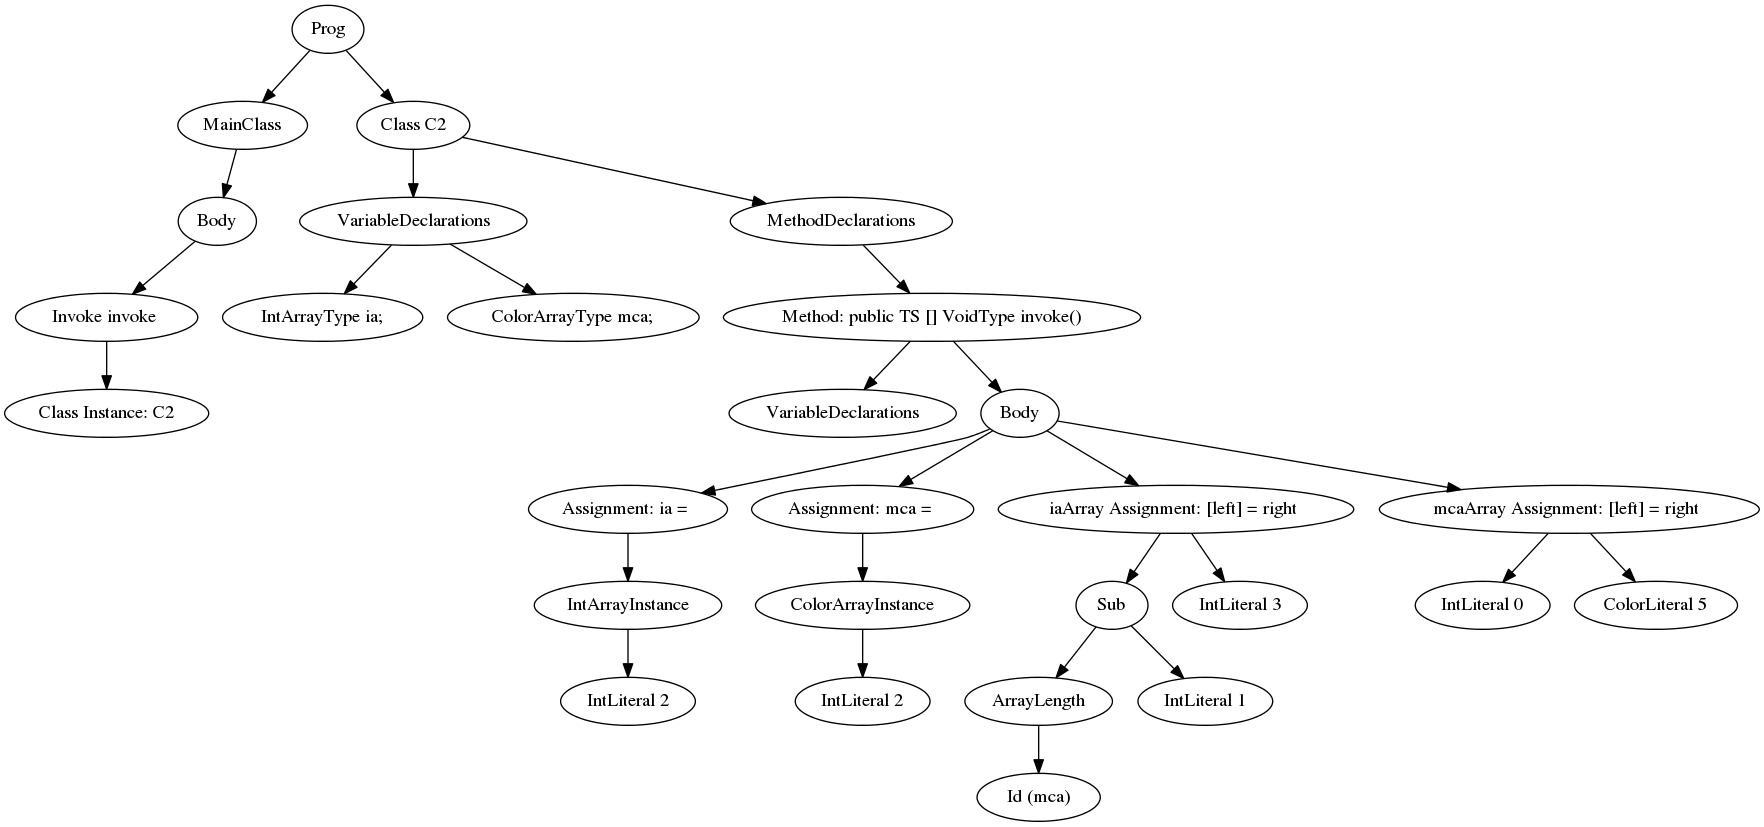 Prog
MainClass
Class C2
Body
VariableDeclarations
MethodDeclarations
Invoke invoke
IntArrayType ia;
ColorArrayType mca;
Method: public TS [] VoidType invoke()
Class Instance: C2
VariableDeclarations
Body
Assignment: ia =
Assignment: mca =
iaArray Assignment: [left] = right
mcaArray Assignment: [left] = right
IntArrayInstance
ColorArrayInstance
Sub
IntLiteral 3
IntLiteral 0
ColorLiteral 5
IntLiteral 2
IntLiteral 2
ArrayLength
IntLiteral 1
Id (mca)